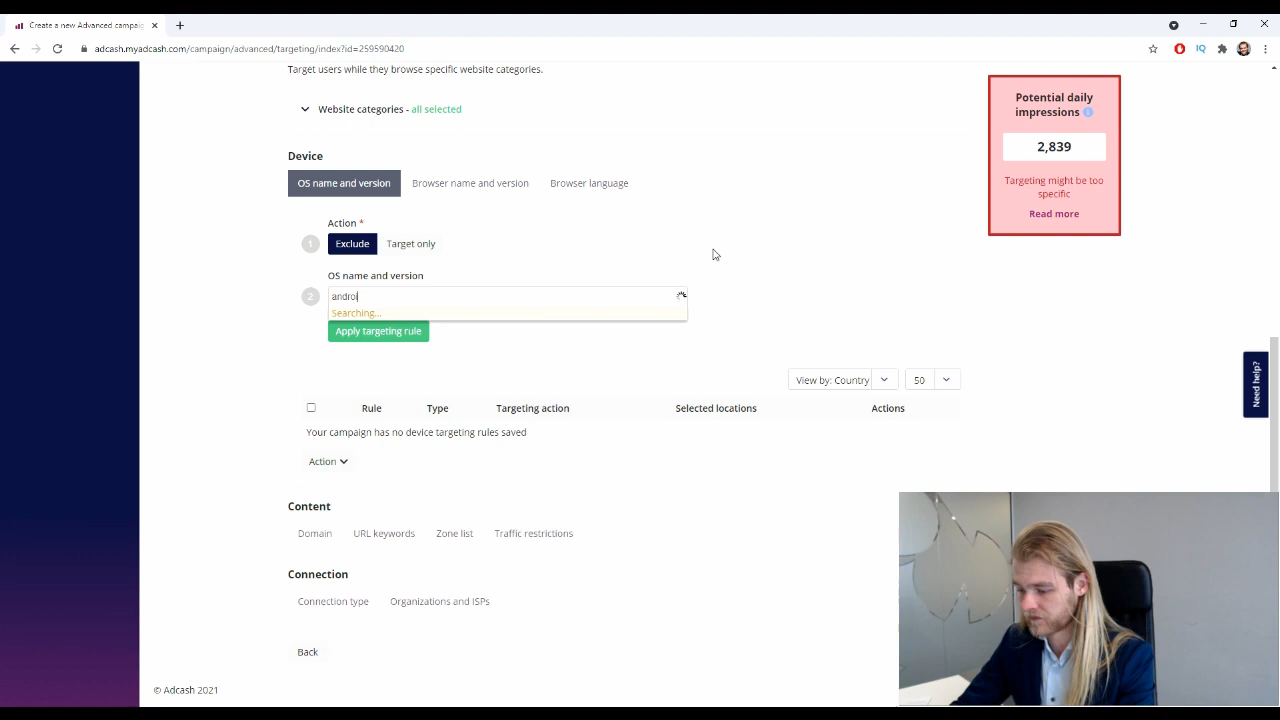 Create a new Advanced campaig
adcash.myadcash.com/campaign/advanced/targeting/index?id=259590420
IQ
Target users while they browse specific website categories.
Website categories - all selected
Potential daily
impressions
2,839
Targeting might be too
specific
Read more
Device
OS name and version Browser name and version Browser language
Action *
1 Exclude Target only
OS name and version
2 androi
Searching...
Apply targeting rule
View by: Country 50
Rule Type Targeting action Selected locations Actions
Your campaign has no device targeting rules saved
Action
Need help?
Content
Domain URL keywords Zone list Traffic restrictions
Connection
Connection type Organizations and ISPs
Back
© Adcash 2021